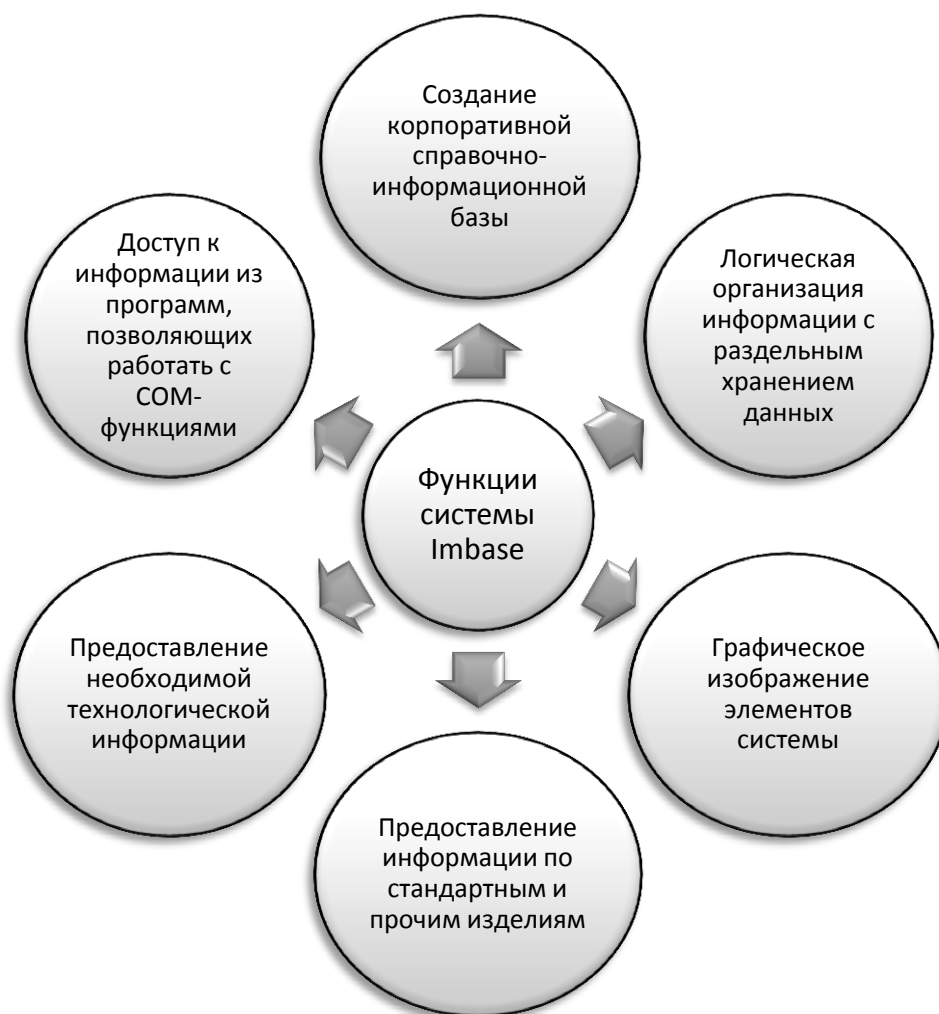 Создание
корпоративной
справочно-
информационной
базы
Логическая
организация
информации с
раздельным
хранением
данных
Графическое
изображение
элементов
системы
Предоставление
информации по
стандартным и
прочим изделиям
Предоставление
необходимой
технологической
информации
Доступ к
информации из
программ,
позволяющих
работать с
COM-
функциями
Функции
системы
Imbase